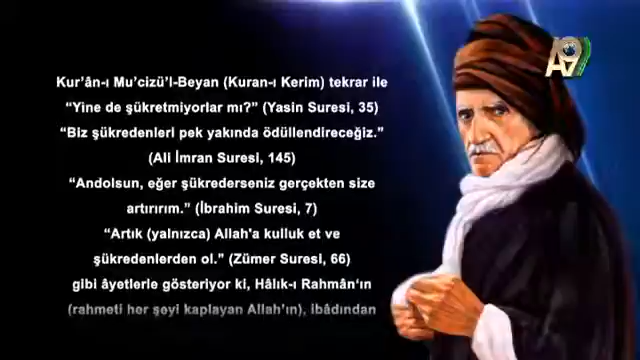 Kur'ân-ı Mu'cizü'l-Beyan (Kuran-ı Kerim) tekrar ile
“Yine de şükretmiyorlar mı?” (Yasin Suresi, 35)
“Biz şükredenleri pek yakında ödüllendireceğiz.”
(Ali İmran Suresi, 145)
“Andolsun, eğer şükrederseniz gerçekten size
artırırım.” (İbrahim Suresi, 7)
“Artık (yalnızca) Allah'a kulluk et ve
şükredenlerden ol.” (Zümer Suresi, 66)
gibi âyetlerle gösteriyor ki, Hâlık-ı Rahmân‘ın
(rahmeti her şeyi kaplayan Allah’ın), ibâdından
A9